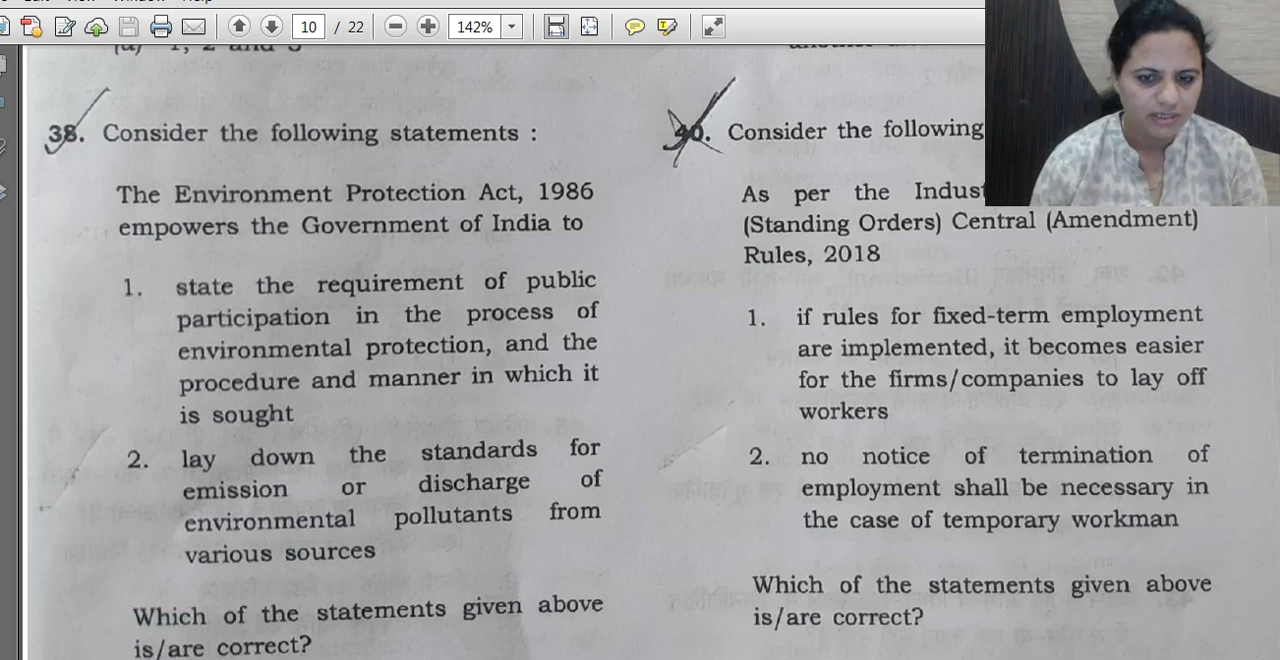 10 / 22
142%
38. Consider the following statements :
The Environment Protection Act, 1986
empowers the Government of India to
1. state the requirement of public
participation in the process of
environmental protection, and the
procedure and manner in which it
is sought
2. lay down the standards for
emission or discharge of
environmental pollutants from
various sources
Which of the statements given above
is/are correct?
40. Consider the following
As per the Indust
(Standing Orders) Central (Amendment)
Rules, 2018
1. if rules for fixed-term employment
are implemented, it becomes easier
for the firms/companies to lay off
workers
2. no notice of termination of
employment shall be necessary in
the case of temporary workman
Which of the statements given above
is/are correct?